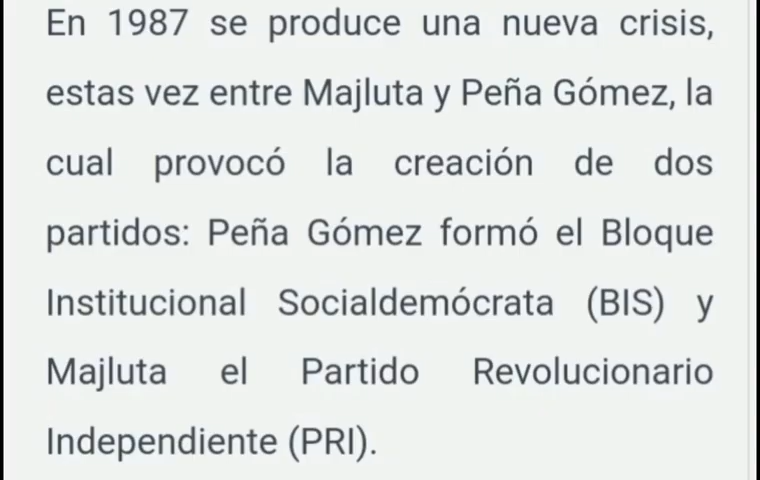 En 1987 se produce una nueva crisis,
estas vez entre Majluta y Peña Gómez, la
cual provocó la creación de dos
partidos: Peña Gómez formó el Bloque
Institucional Socialdemócrata (BIS) y
Majluta el Partido Revolucionario
Independiente (PRI).